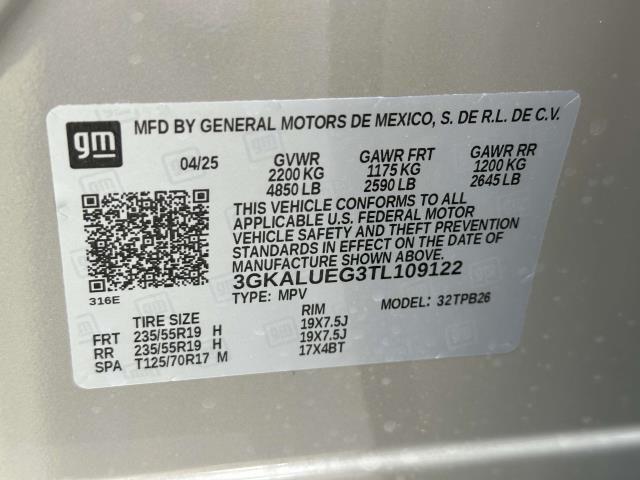 gm
MFD BY GENERAL MOTORS DE MEXICO, S. DE R.L. DE C.V.
04/25 GVWR GAWR FRT GAWR RR
2200 KG 1175 KG 1200 KG
4850 LB 2590 LB 2645 LB
THIS VEHICLE CONFORMS TO ALL
APPLICABLE U.S. FEDERAL MOTOR
VEHICLE SAFETY AND THEFT PREVENTION
STANDARDS IN EFFECT ON THE DATE OF
MANUFACTURE SHOWN ABOVE.
3GKALUEG3TL109122
316E
TYPE: MPV MODEL: 32TPB26
TIRE SIZE RIM
FRT 235/55R19 H 19X7.5J
RR 235/55R19 H 19X7.5J
SPA T125/70R17 M 17X4BT